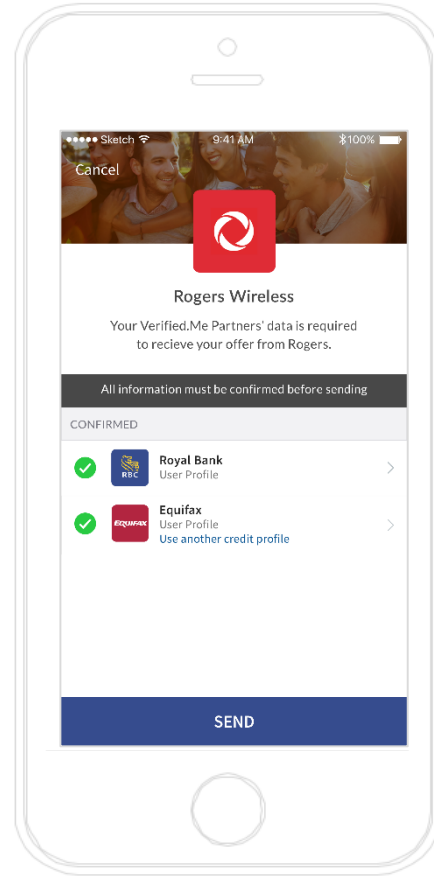 Sketch 9:41 AM 100%
Cancel
Rogers Wireless
Your Verified.Me Partners' data is required
to recieve your offer from Rogers.
All information must be confirmed before sending
CONFIRMED
Royal Bank
RBC
User Profile
Equifax
EQUIFAX
User Profile
Use another credit profile
SEND